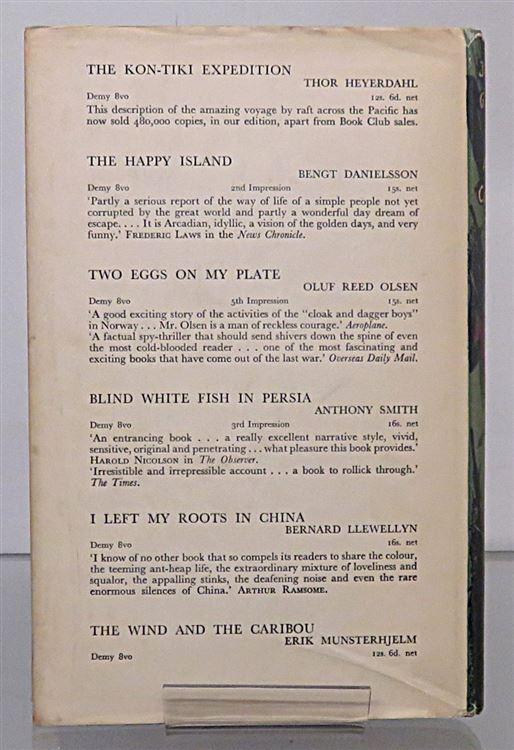 THE KON-TIKI EXPEDITION
THOR HEYERDAHL
Demy 8vo 12s. 6d. net
This description of the amazing voyage by raft across the Pacific has
now sold 480,000 copies, in our edition, apart from Book Club sales.
THE HAPPY ISLAND
BENGT DANIELSSON
Demy 8vo 2nd Impression 15s. net
'Partly a serious report of the way of life of a simple people not yet
corrupted by the great world and partly a wonderful day dream of
escape. . . . It is Arcadian, idyllic, a vision of the golden days, and very
funny.' FREDERIC LAWS in the News Chronicle.
TWO EGGS ON MY PLATE
OLUF REED OLSEN
Demy 8vo 5th Impression 15s. net
'A good exciting story of the activities of the "cloak and dagger boys"
in Norway . . . Mr. Olsen is a man of reckless courage.' Aeroplane.
'A factual spy-thriller that should send shivers down the spine of even
the most cold-blooded reader . . . one of the most fascinating and
exciting books that have come out of the last war.' Overseas Daily Mail.
BLIND WHITE FISH IN PERSIA
ANTHONY SMITH
Demy 8vo 3rd Impression 16s. net
'An entrancing book . . . a really excellent narrative style, vivid,
sensitive, original and penetrating . . . what pleasure this book provides.'
HAROLD NICOLSON in The Observer.
'Irresistible and irrepressible account . . . a book to rollick through.'
The Times.
I LEFT MY ROOTS IN CHINA
BERNARD LLEWELLYN
Demy 8vo 16s. net
'I know of no other book that so compels its readers to share the colour,
the teeming ant-heap life, the extraordinary mixture of loveliness and
squalor, the appalling stinks, the deafening noise and even the rare
enormous silences of China.' ARTHUR RANSOME.
THE WIND AND THE CARIBOU
ERIK MUNSTERHJELM
Demy 8vo 12s. 6d. net